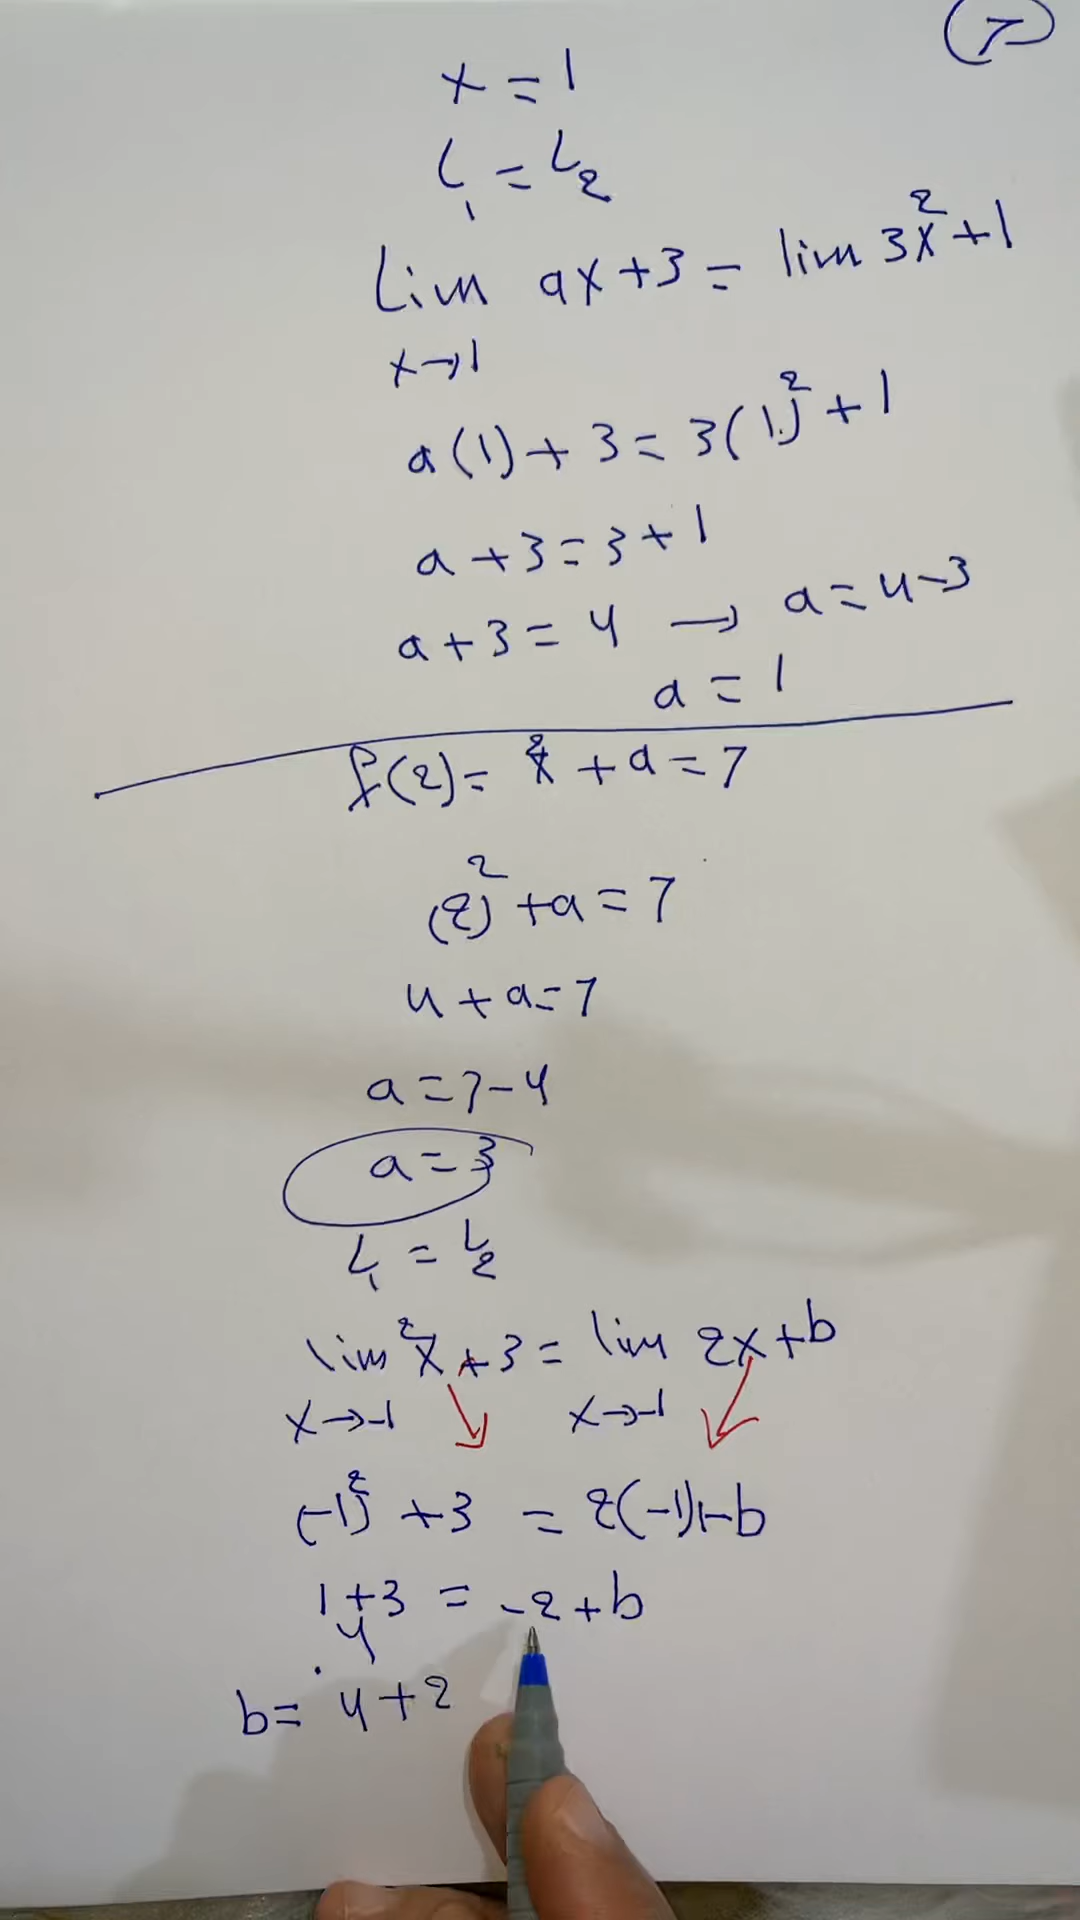 7
x = 1
L₁ = L₂
Lim ax + 3 = lim 3x² + 1
x→1
a(1) + 3 = 3(1)² + 1
a + 3 = 3 + 1
a + 3 = 4 → a = 4 - 3
a = 1
f(2) = x² + a = 7
(2)² + a = 7
4 + a = 7
a = 7 - 4
a = 3
L₁ = L₂
lim x² + 3 = lim 2x + b
x→-1 x→-1
(-1)² + 3 = 2(-1) + b
1 + 3 = -2 + b
4
b = 4 + 2